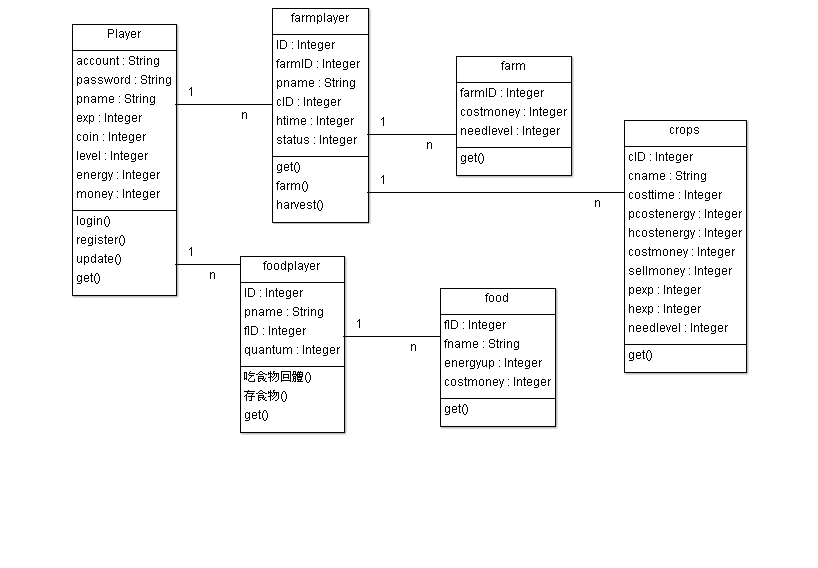 Player
account : String
password : String
pname : String
exp : Integer
coin : Integer
level : Integer
energy : Integer
money : Integer
login()
register()
update()
get()
1
n
1
n
farmplayer
ID : Integer
farmID : Integer
pname : String
cID : Integer
htime : Integer
status : Integer
get()
farm()
harvest()
1
n
1
n
farm
farmID : Integer
costmoney : Integer
needlevel : Integer
get()
crops
cID : Integer
cname : String
costtime : Integer
pcostenergy : Integer
hcostenergy : Integer
costmoney : Integer
sellmoney : Integer
pexp : Integer
hexp : Integer
needlevel : Integer
get()
foodplayer
ID : Integer
pname : String
fID : Integer
quantum : Integer
吃食物回體()
存食物()
get()
1
n
food
fID : Integer
fname : String
energyup : Integer
costmoney : Integer
get()